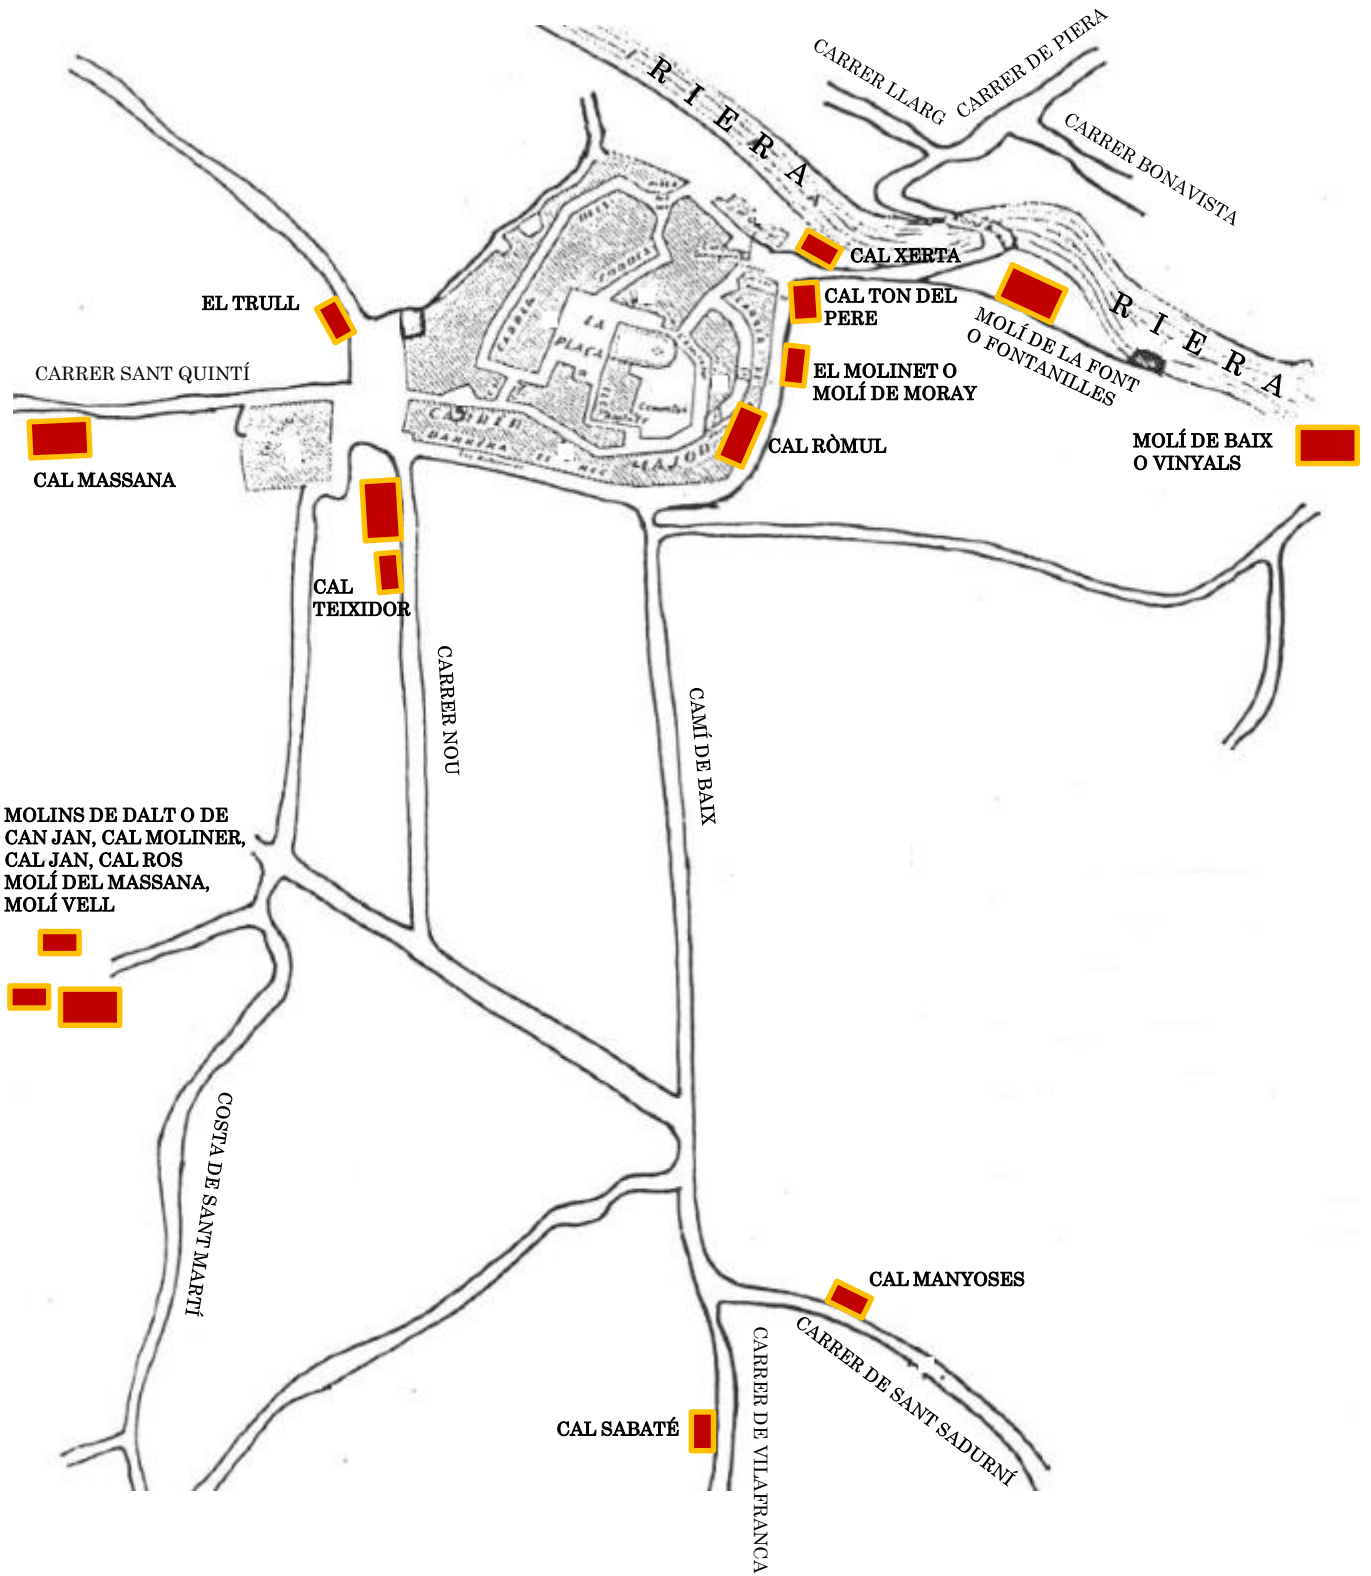 CARRER DE PIERA
CARRER LLARG
RIERA
CARRER BONAVISTA
CAL XERTA
EL TRULL
CAL TON DEL
PERE
RIERA
MOLÍ DE LA FONT
O FONTANILLES
LA
PLAÇA
CARRER SANT QUINTÍ
EL MOLINET O
MOLÍ DE MORAY
CARRER
MAJOR
CAL RÒMUL
MOLÍ DE BAIX
O VINYALS
CAL MASSANA
CAL
TEIXIDOR
CARRER NOU
CAMÍ DE BAIX
MOLINS DE DALT O DE
CAN JAN, CAL MOLINER,
CAL JAN, CAL ROS
MOLÍ DEL MASSANA,
MOLÍ VELL
COSTA DE SANT MARTÍ
CAL MANYOSES
CARRER DE SANT SADURNÍ
CARRER DE VILAFRANCA
CAL SABATÉ